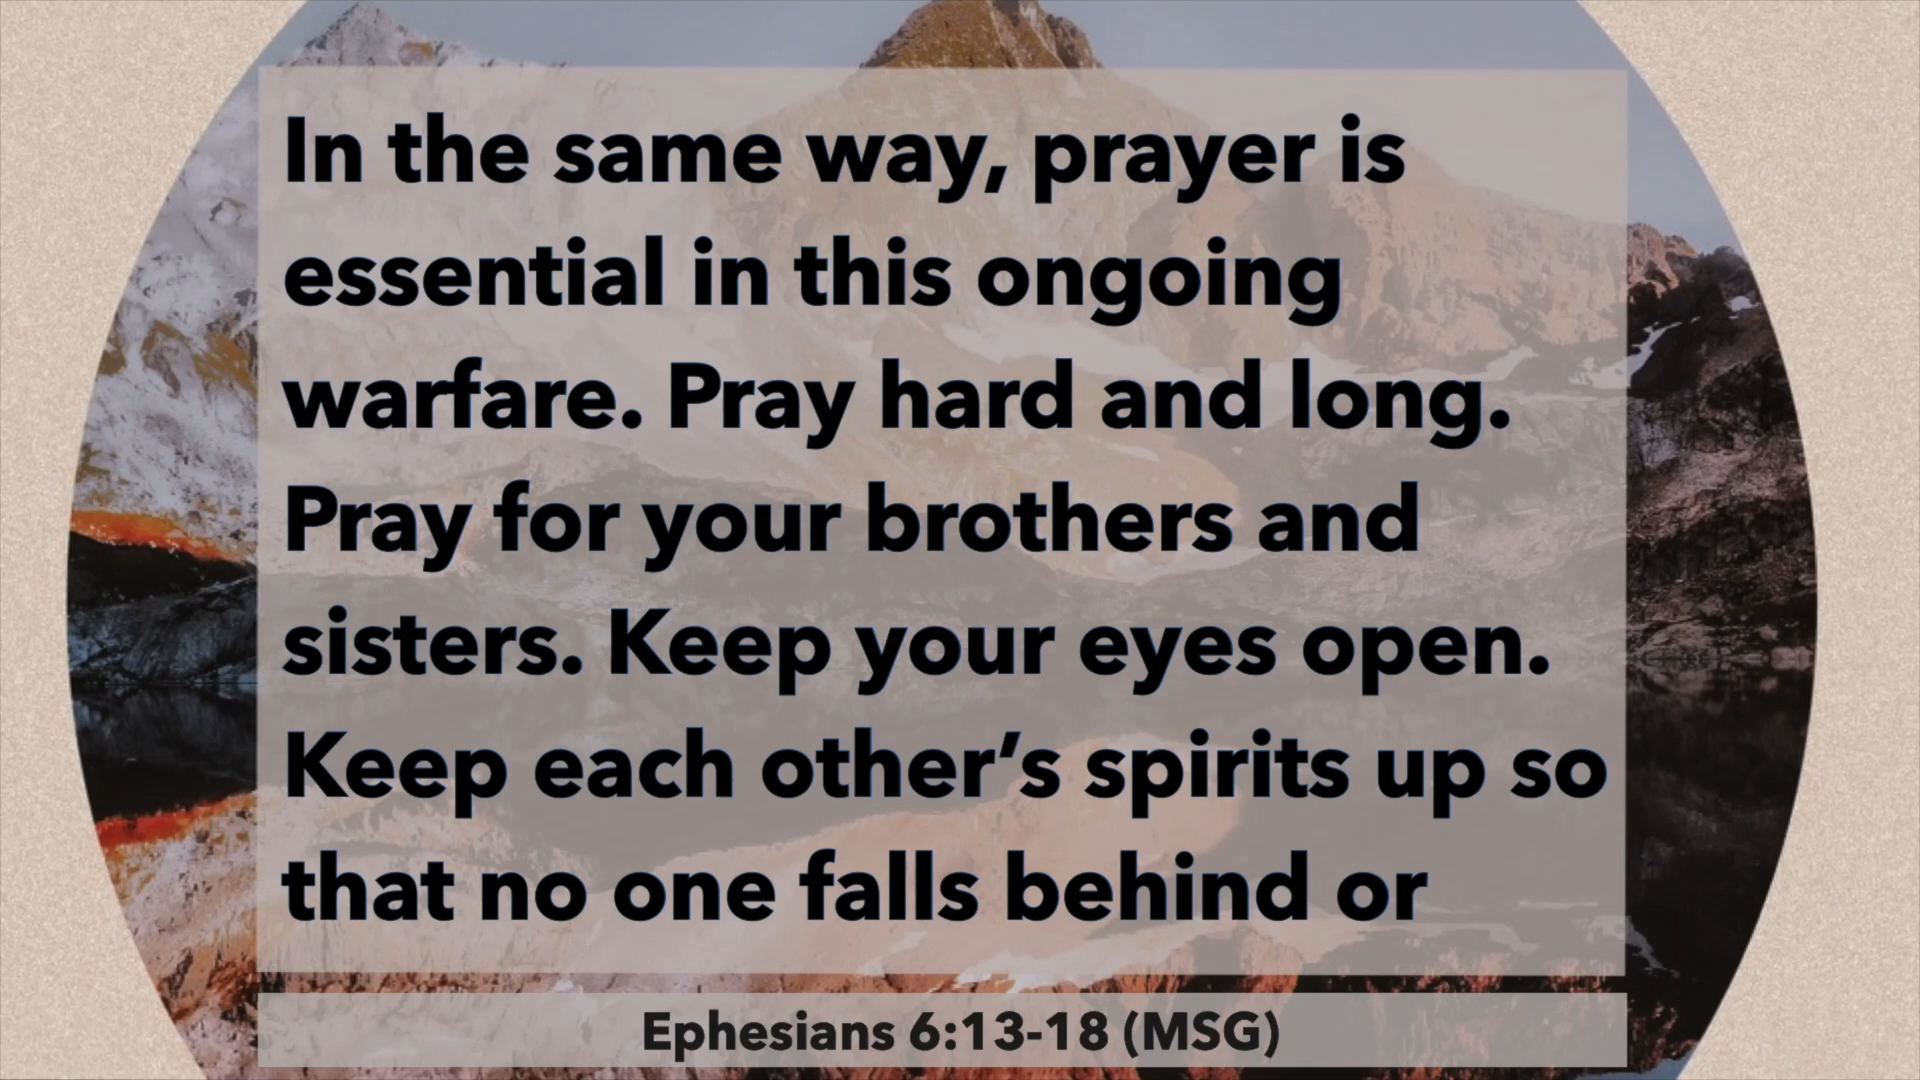 In the same way, prayer is
essential in this ongoing
warfare. Pray hard and long.
Pray for your brothers and
sisters. Keep your eyes open.
Keep each other’s spirits up so
that no one falls behind or
Ephesians 6:13-18 (MSG)